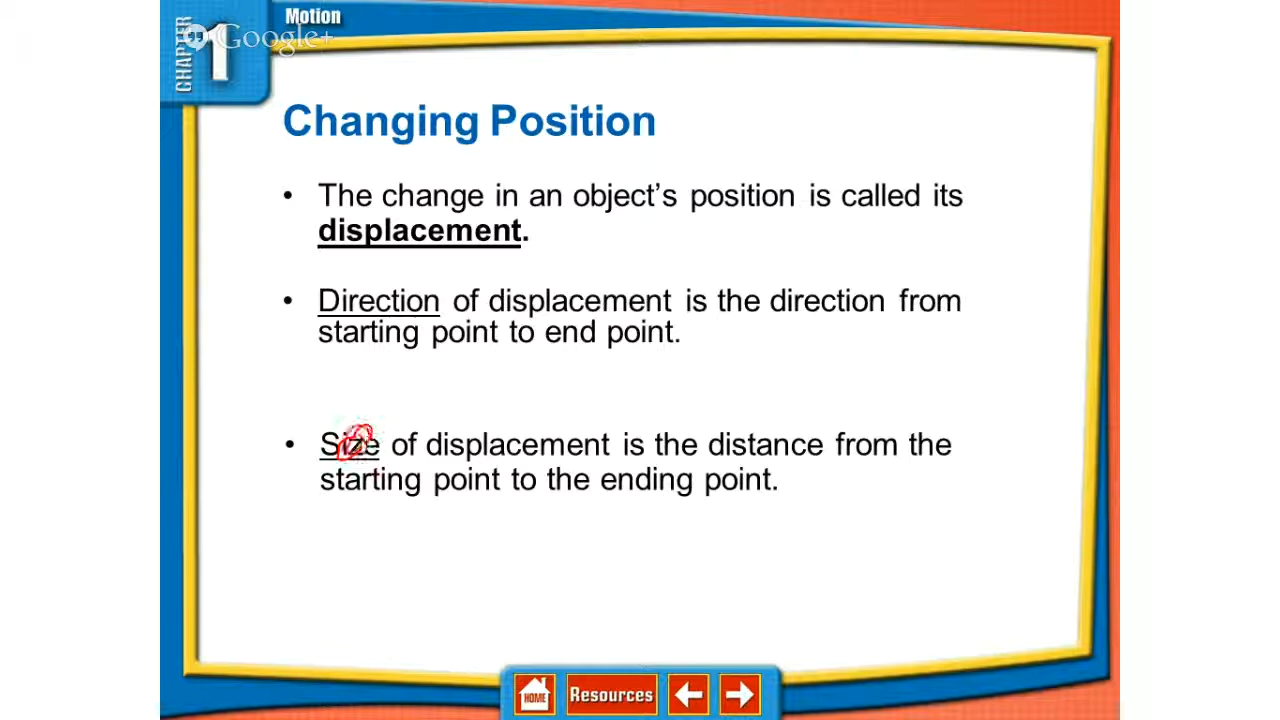 Motion
CHAPTER 1
Google+
Changing Position
• The change in an object’s position is called its
displacement.
• Direction of displacement is the direction from
starting point to end point.
• Size of displacement is the distance from the
starting point to the ending point.
HOME Resources